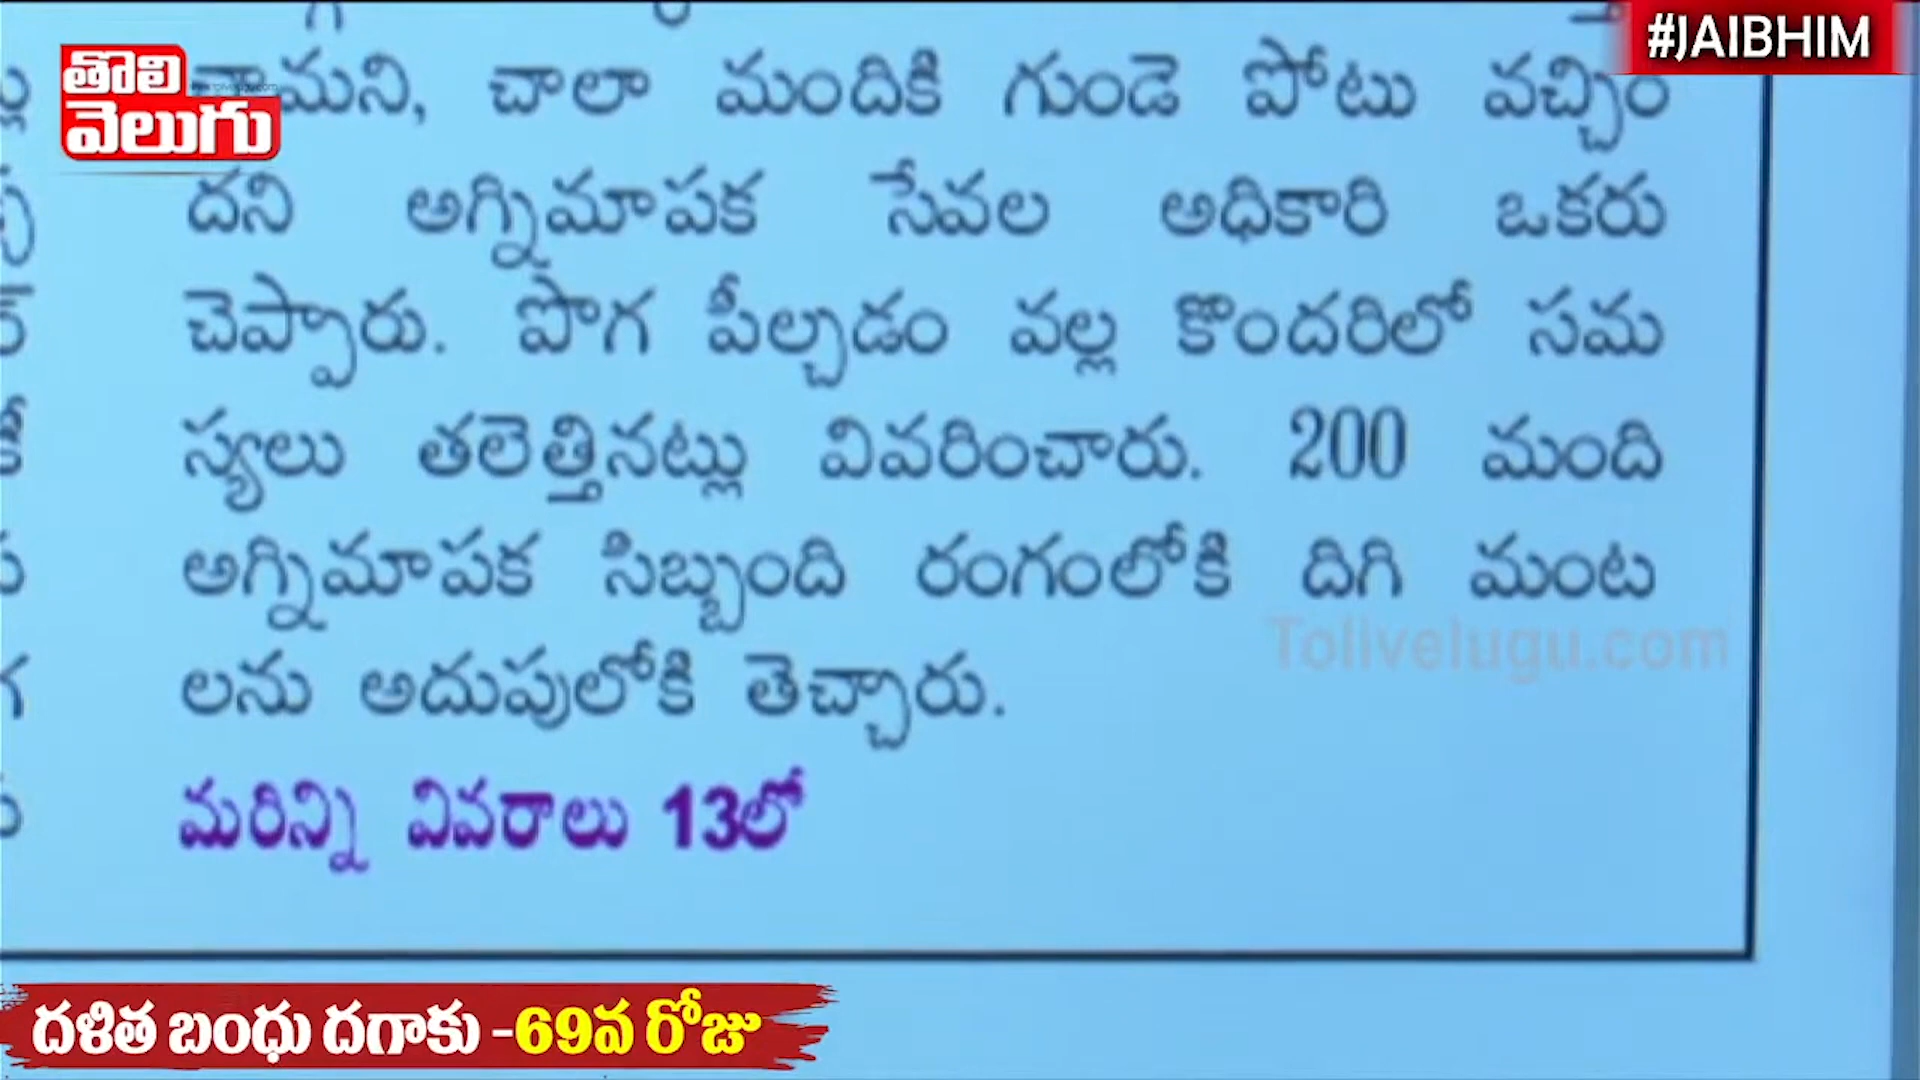 #JAIBHIM
తొలి
వెలుగు
చాలా మందికి గుండె పోటు వచ్చిం
దని అగ్నిమాపక సేవల అధికారి ఒకరు
చెప్పారు. పొగ పీల్చడం వల్ల కొందరిలో సమ
స్యలు తలెత్తినట్లు వివరించారు. 200 మంది
అగ్నిమాపక సిబ్బంది రంగంలోకి దిగి మంట
లను అదుపులోకి తెచ్చారు.
Tolivelugu.com
మరిన్ని వివరాలు 13లో
దళిత బంధు దగాకు -69వ రోజు